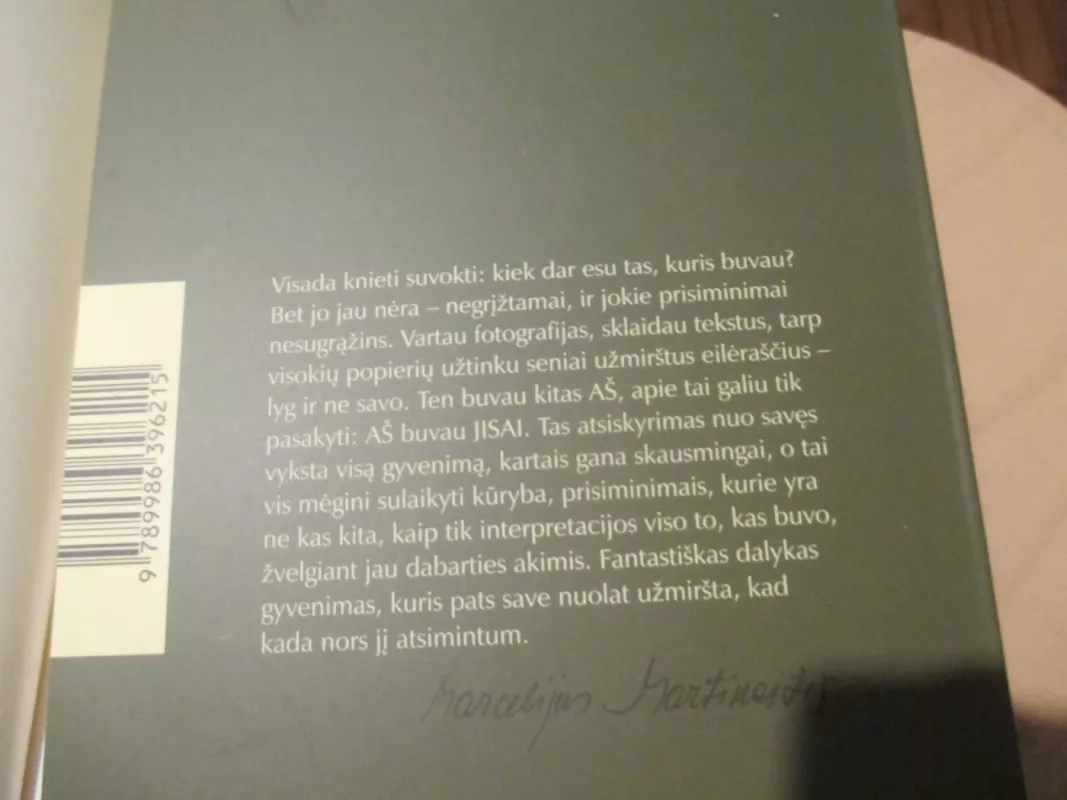 Visada knieti suvokti: kiek dar esu tas, kuris buvau?
Bet jo jau nėra – negrįžtamai, ir jokie prisiminimai
nesugrąžins. Vartau fotografijas, sklaidau tekstus, tarp
visokių popierių užtinku seniai užmirštus eilėraščius –
lyg ir ne savo. Ten buvau kitas AŠ, apie tai galiu tik
pasakyti: AŠ buvau JISAI. Tas atsiskyrimas nuo savęs
vyksta visą gyvenimą, kartais gana skausmingai, o tai
vis mėgini sulaikyti kūryba, prisiminimais, kurie yra
ne kas kita, kaip tik interpretacijos viso to, kas buvo,
žvelgiant jau dabarties akimis. Fantastiškas dalykas
gyvenimas, kuris pats save nuolat užmiršta, kad
kada nors jį atsimintum.
Marcelijus Martinaitis
9 789986 396215